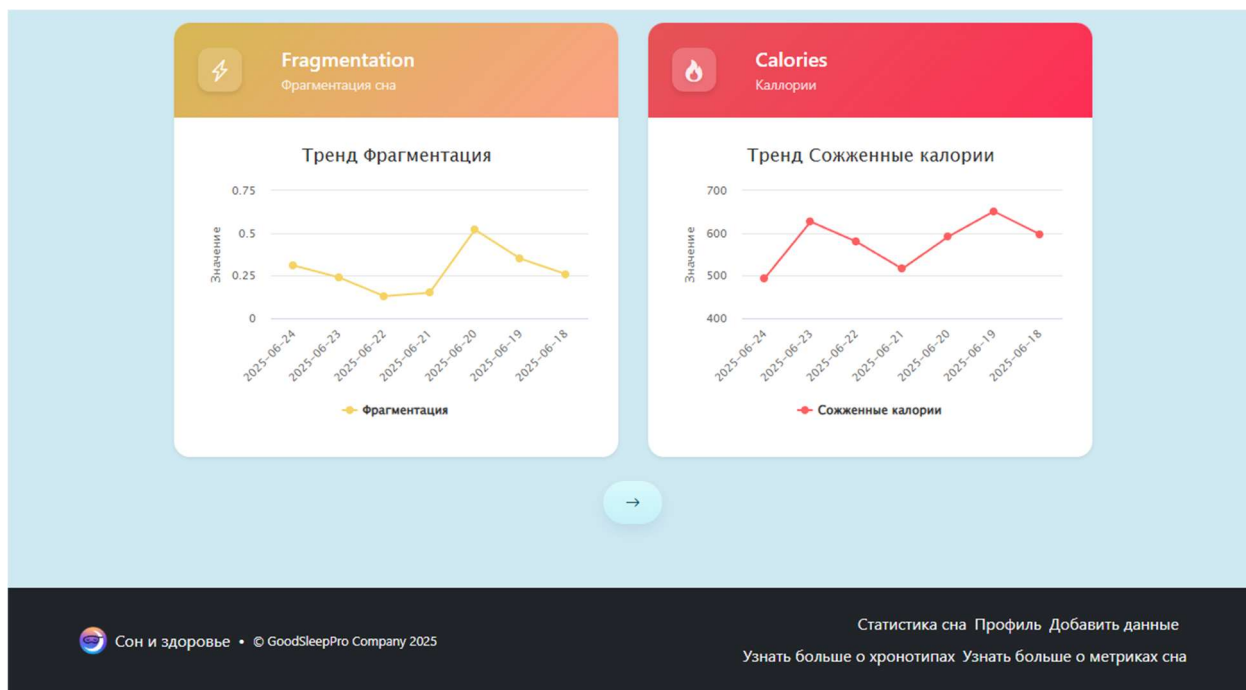 Fragmentation
Фрагментация сна
Тренд Фрагментация
0.75
0.5
0.25
0
Значение
2025-06-24
2025-06-23
2025-06-22
2025-06-21
2025-06-20
2025-06-19
2025-06-18
Фрагментация
Calories
Каллории
Тренд Сожженные калории
700
600
500
400
Значение
2025-06-24
2025-06-23
2025-06-22
2025-06-21
2025-06-20
2025-06-19
2025-06-18
Сожженные калории
→
Сон и здоровье • © GoodSleepPro Company 2025
Статистика сна Профиль Добавить данные
Узнать больше о хронотипах Узнать больше о метриках сна